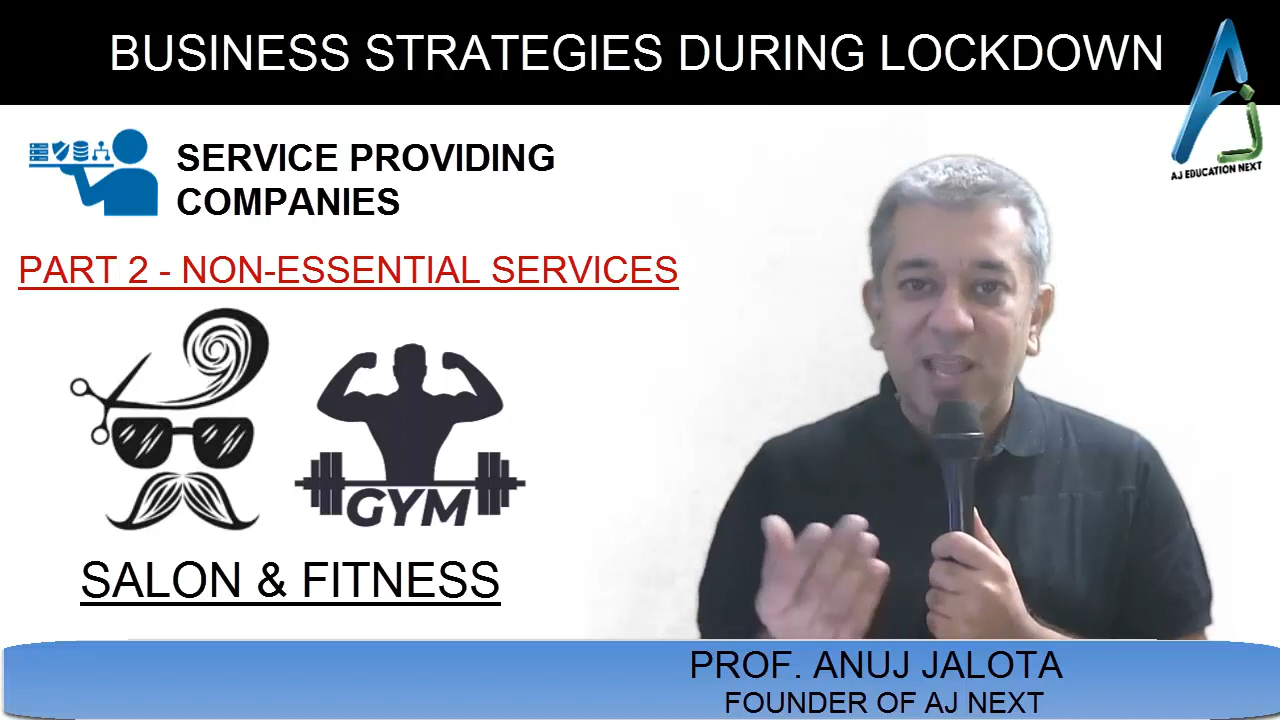 BUSINESS STRATEGIES DURING LOCKDOWN
AJ EDUCATION NEXT
SERVICE PROVIDING
COMPANIES
PART 2 - NON-ESSENTIAL SERVICES
GYM
SALON & FITNESS
PROF. ANUJ JALOTA
FOUNDER OF AJ NEXT